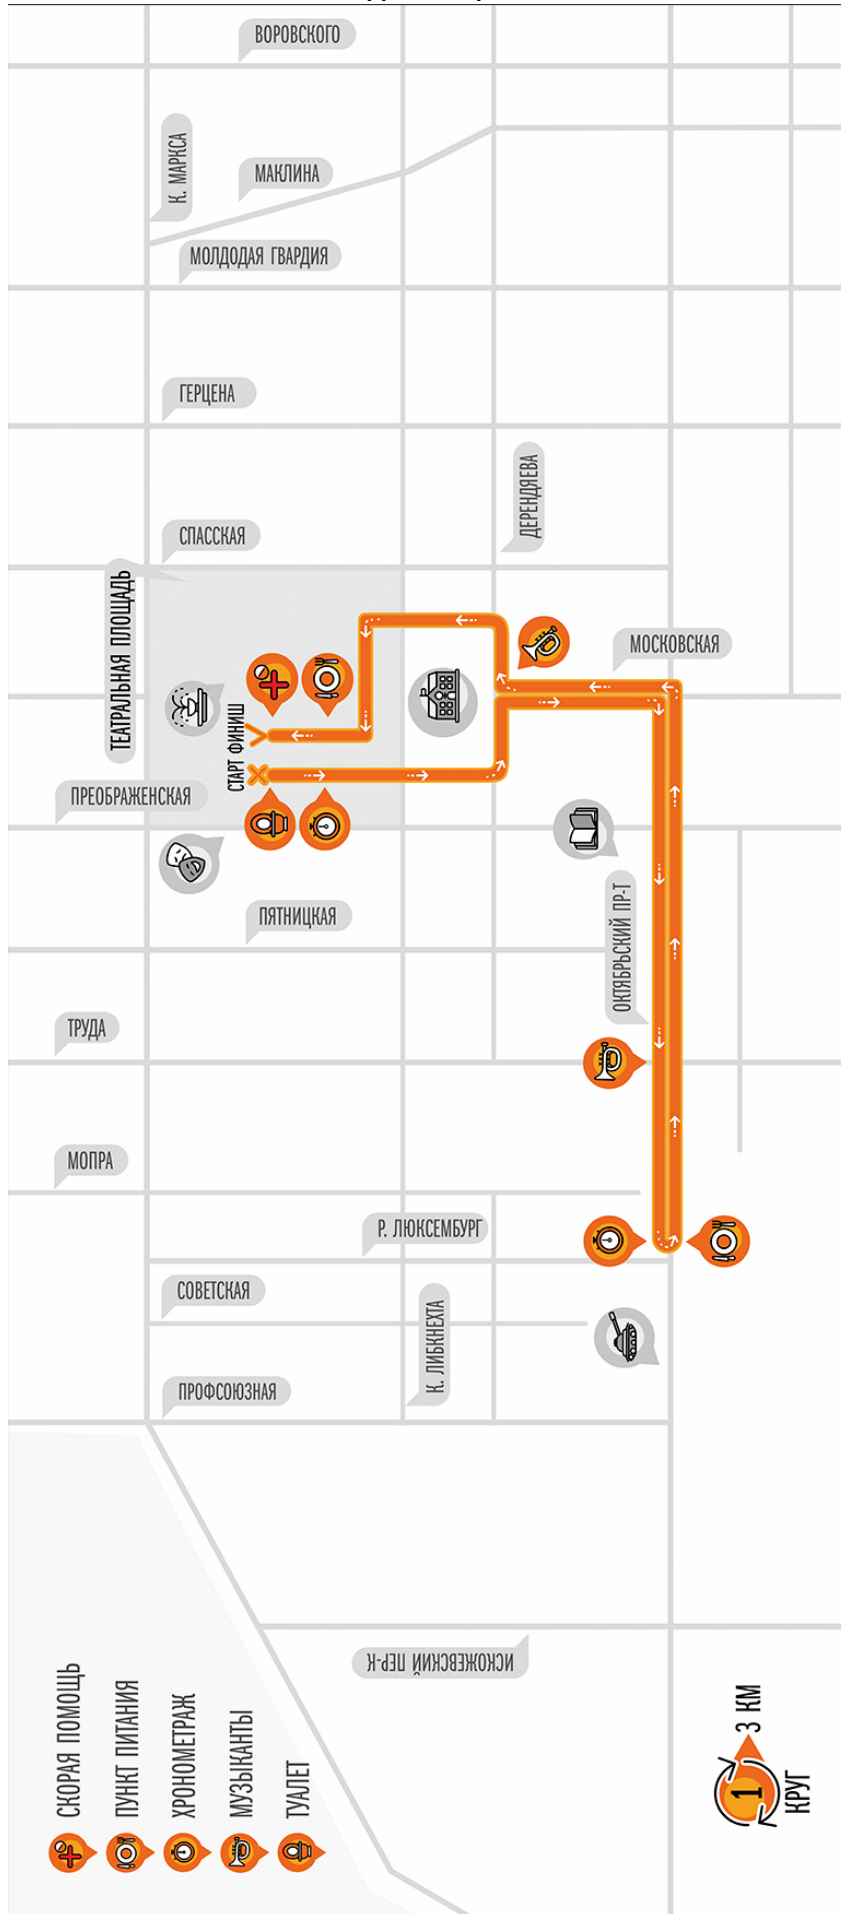 ВОРОВСКОГО
К. МАРКСА
МАКЛИНА
МОЛДОДАЯ ГВАРДИЯ
ГЕРЦЕНА
ДЕРЕНДЯЕВА
СПАССКАЯ
ТЕАТРАЛЬНАЯ ПЛОЩАДЬ
МОСКОВСКАЯ
СТАРТ ФИНИШ
ПРЕОБРАЖЕНСКАЯ
ПЯТНИЦКАЯ
ОКТЯБРЬСКИЙ ПР-Т
ТРУДА
МОПРА
Р. ЛЮКСЕМБУРГ
СОВЕТСКАЯ
К. ЛИБКНЕХТА
ПРОФСОЮЗНАЯ
ИСКОЖЕВСКИЙ ПЕР-К
СКОРАЯ ПОМОЩЬ
ПУНКТ ПИТАНИЯ
ХРОНОМЕТРАЖ
МУЗЫКАНТЫ
ТУАЛЕТ
1
3 КМ
КРУГ